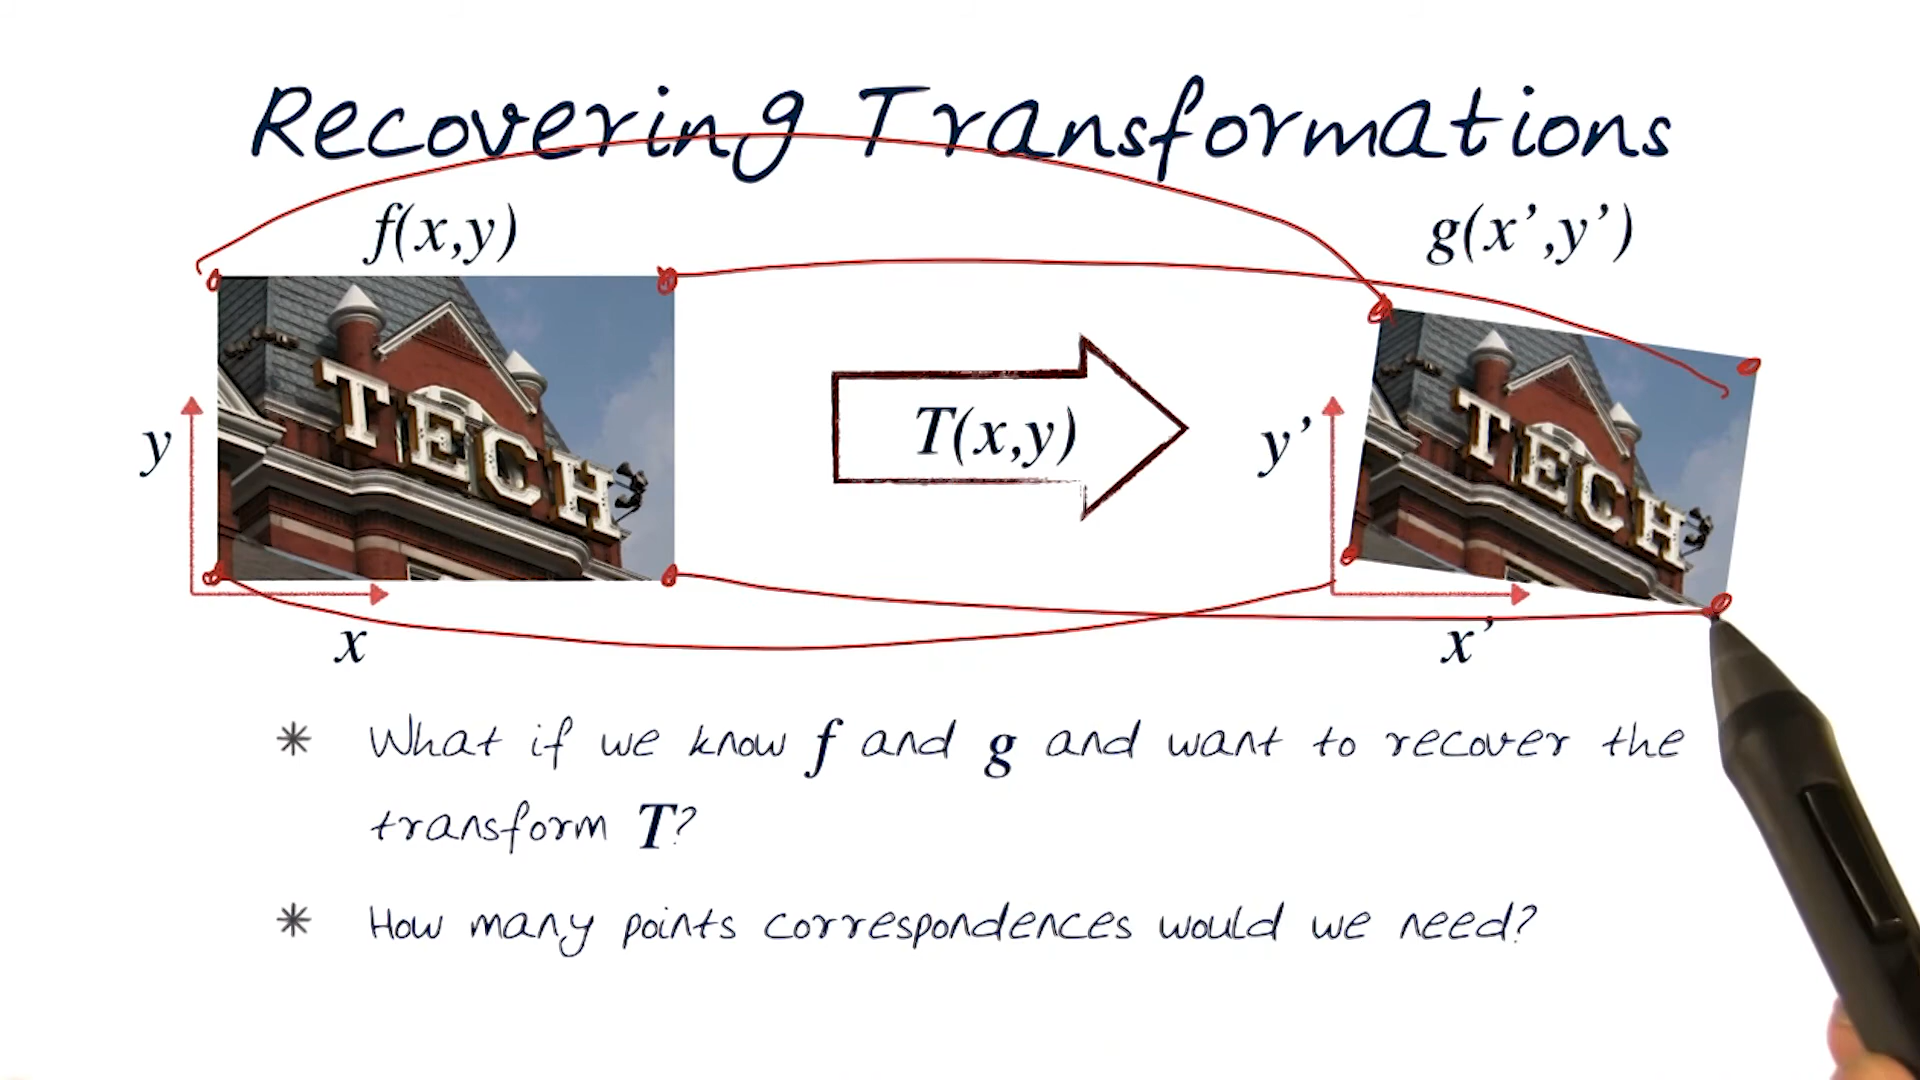 Recovering Transformations
f(x,y)
g(x’,y’)
TECH
T(x,y)
TECH
y
y’
x
x’
What if we know f and g and want to recover the
transform T?
How many points correspondences would we need?